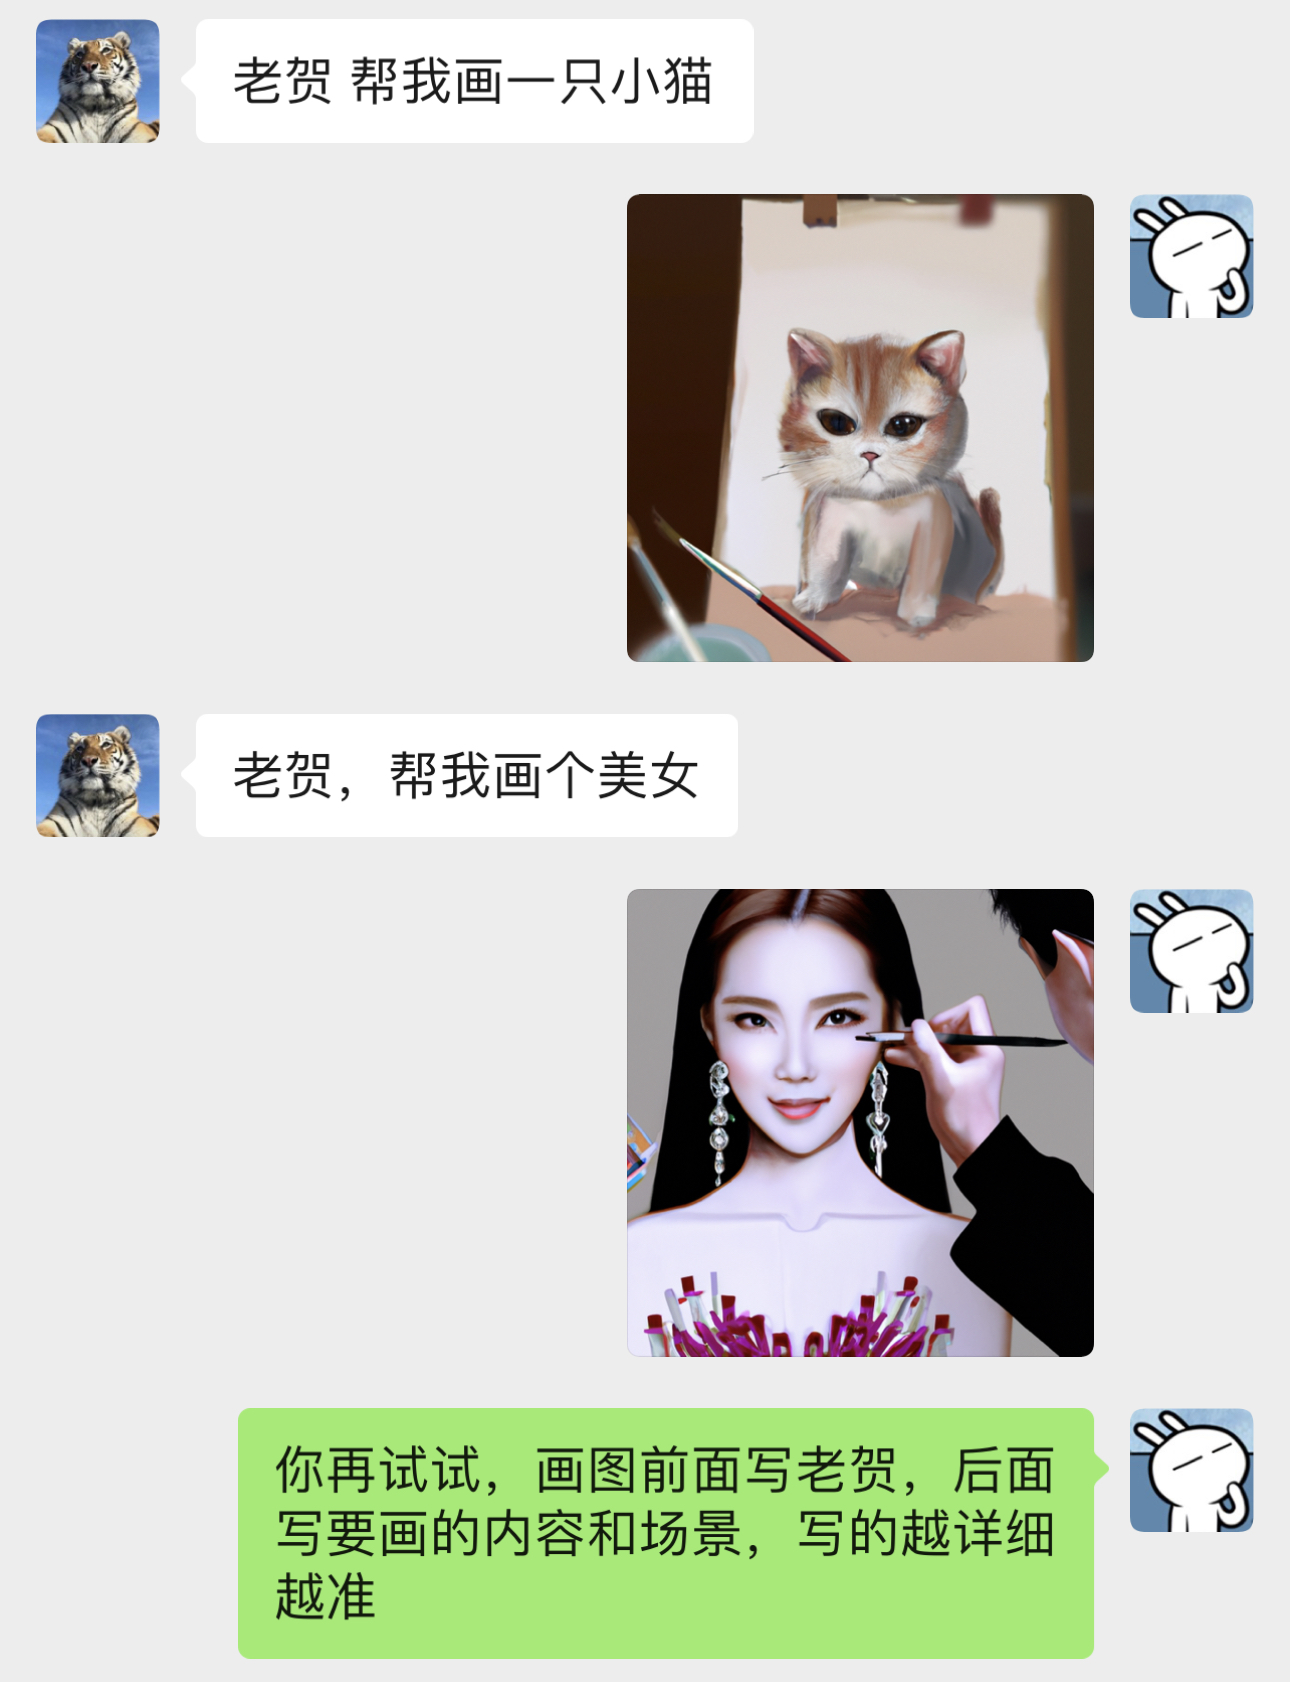 老贺 帮我画一只小猫
老贺，帮我画个美女
你再试试，画图前面写老贺，后面
写要画的内容和场景，写的越详细
越准